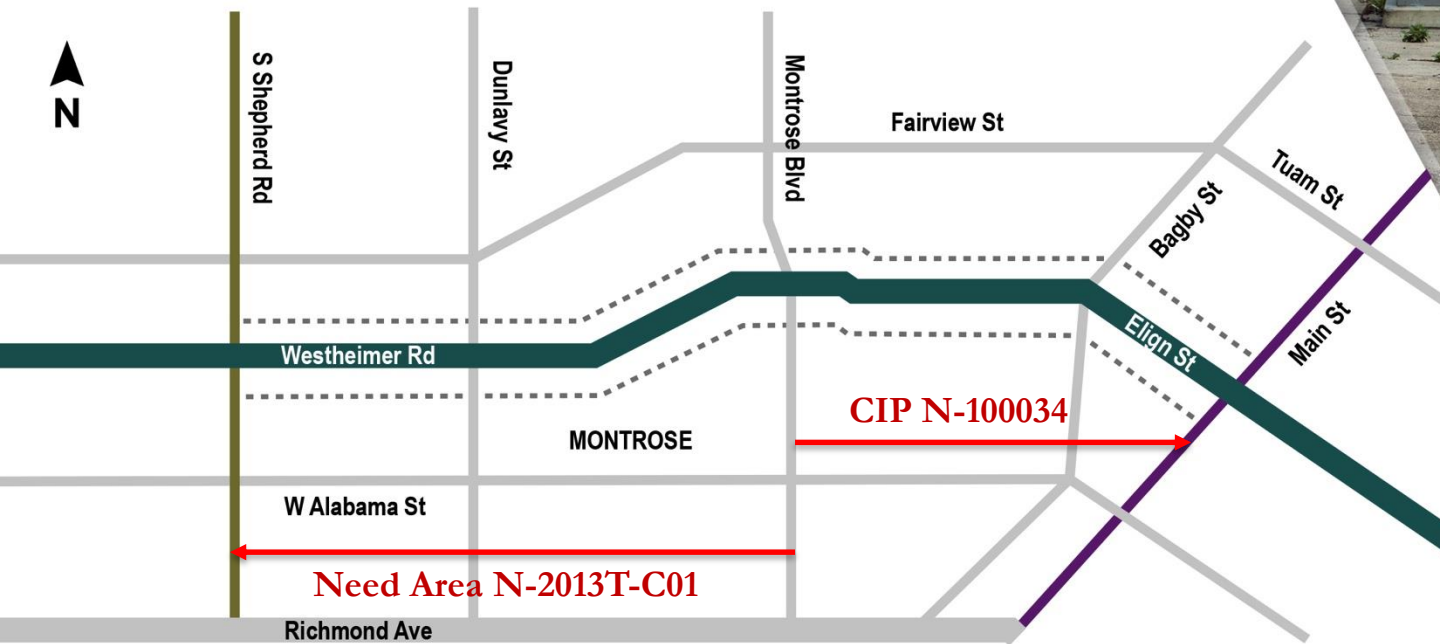 N
S Shepherd Rd
Dunlavy St
Montrose Blvd
Fairview St
Tuam St
Bagby St
Main St
Westheimer Rd
Elign St
CIP N-100034
MONTROSE
W Alabama St
Need Area N-2013T-C01
Richmond Ave